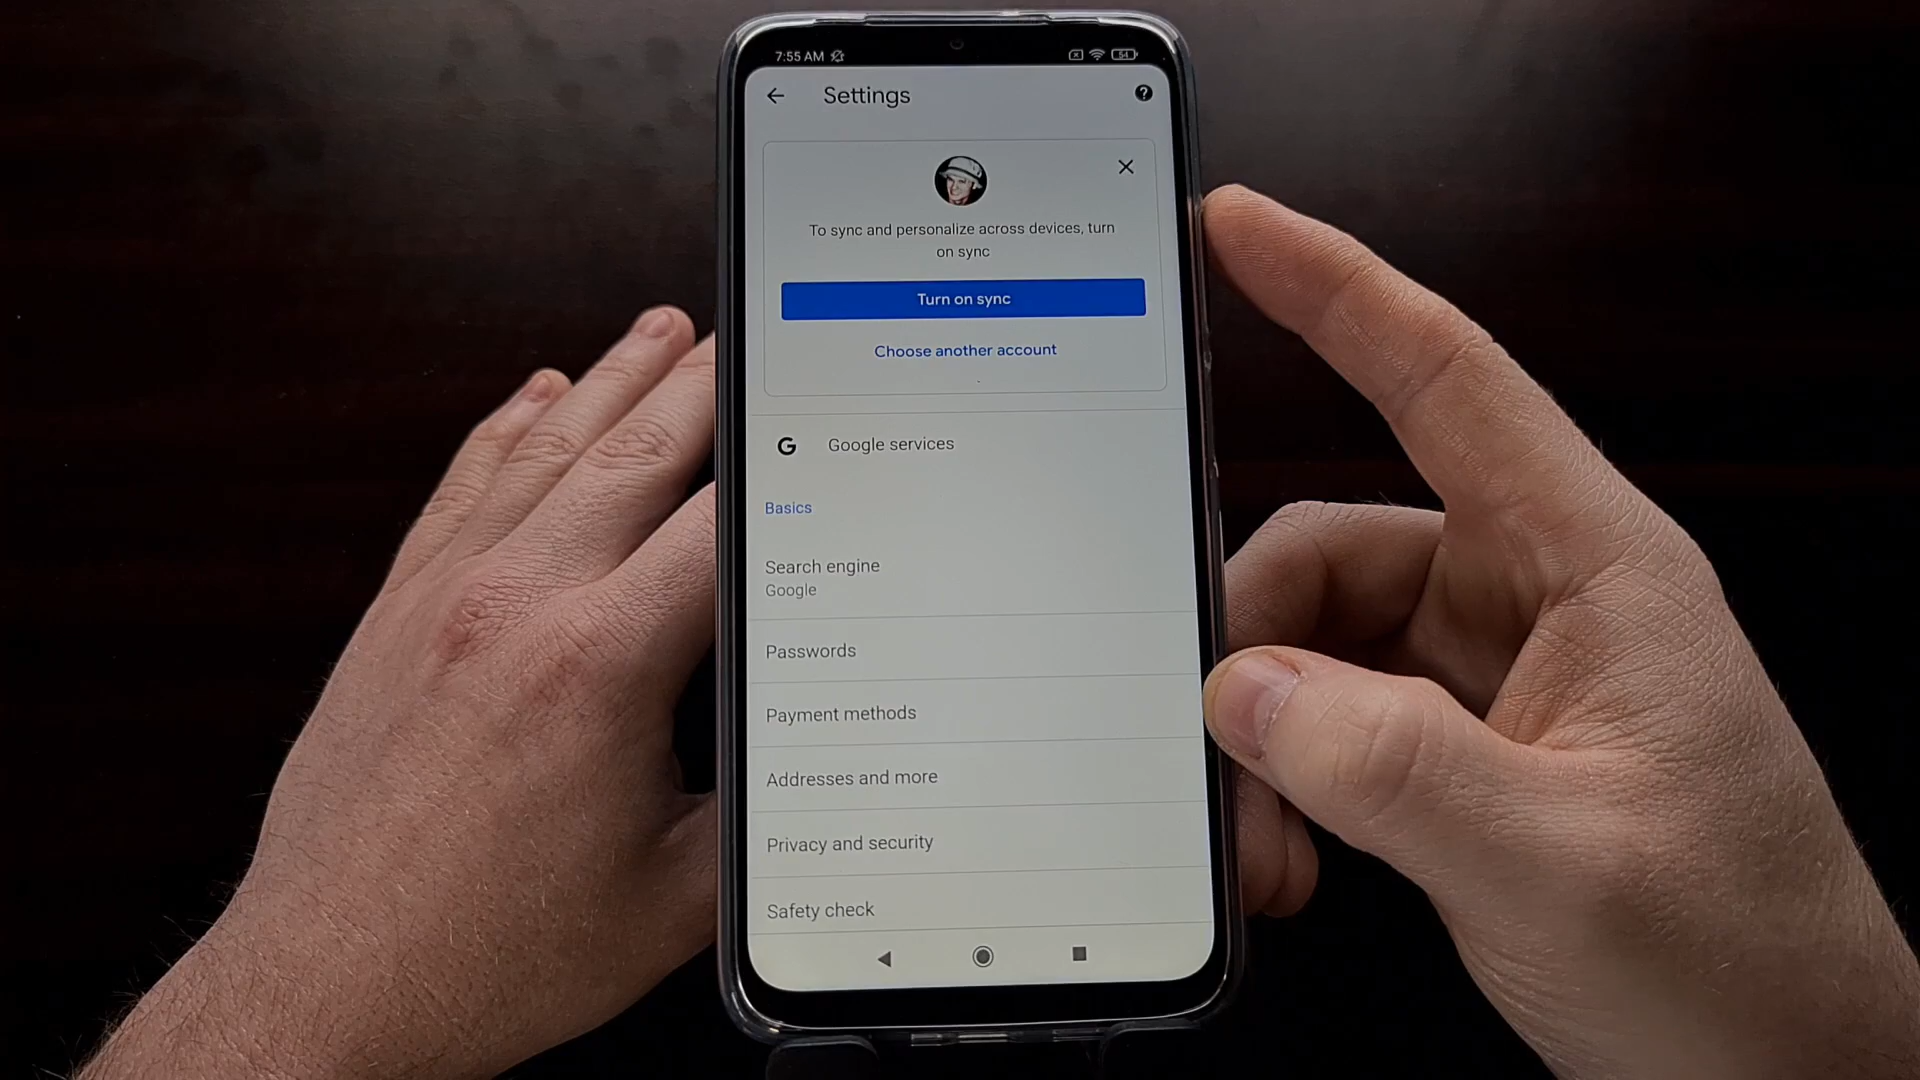 7:55 AM
54
Settings
To sync and personalize across devices, turn
on sync
Turn on sync
Choose another account
G
Google services
Basics
Search engine
Google
Passwords
Payment methods
Addresses and more
Privacy and security
Safety check